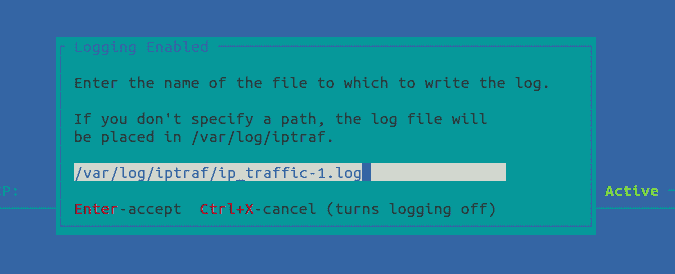 Logging Enabled
Enter the name of the file to which to write the log.
If you don't specify a path, the log file will
be placed in /var/log/iptraf.
/var/log/iptraf/ip_traffic-1.log
P:
Active
Enter-accept  Ctrl+X-cancel (turns logging off)